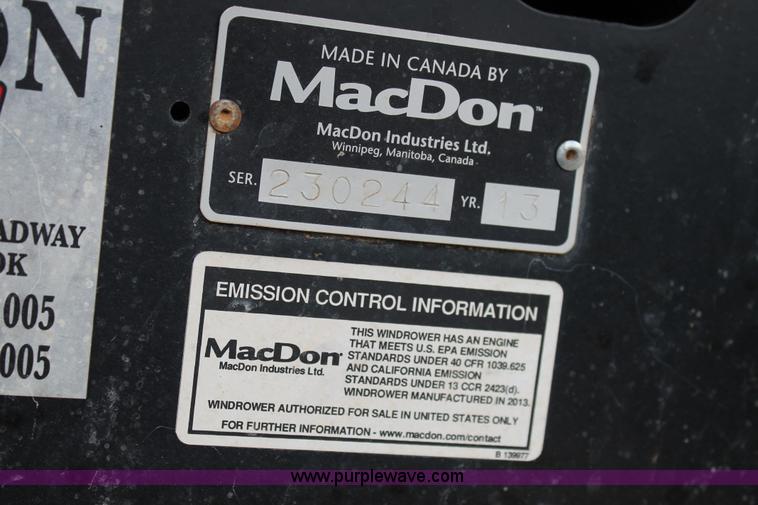 ON
ADWAY
OK
1005
005
MADE IN CANADA BY
MacDon™
MacDon Industries Ltd.
Winnipeg, Manitoba, Canada
SER. 230244 YR. 13
EMISSION CONTROL INFORMATION
MacDon
MacDon Industries Ltd.
THIS WINDROWER HAS AN ENGINE
THAT MEETS U.S. EPA EMISSION
STANDARDS UNDER 40 CFR 1039.625
AND CALIFORNIA EMISSION
STANDARDS UNDER 13 CCR 2423(d).
WINDROWER MANUFACTURED IN 2013.
WINDROWER AUTHORIZED FOR SALE IN UNITED STATES ONLY
FOR FURTHER INFORMATION - www.macdon.com/contact
B 139877
www.purplewave.com